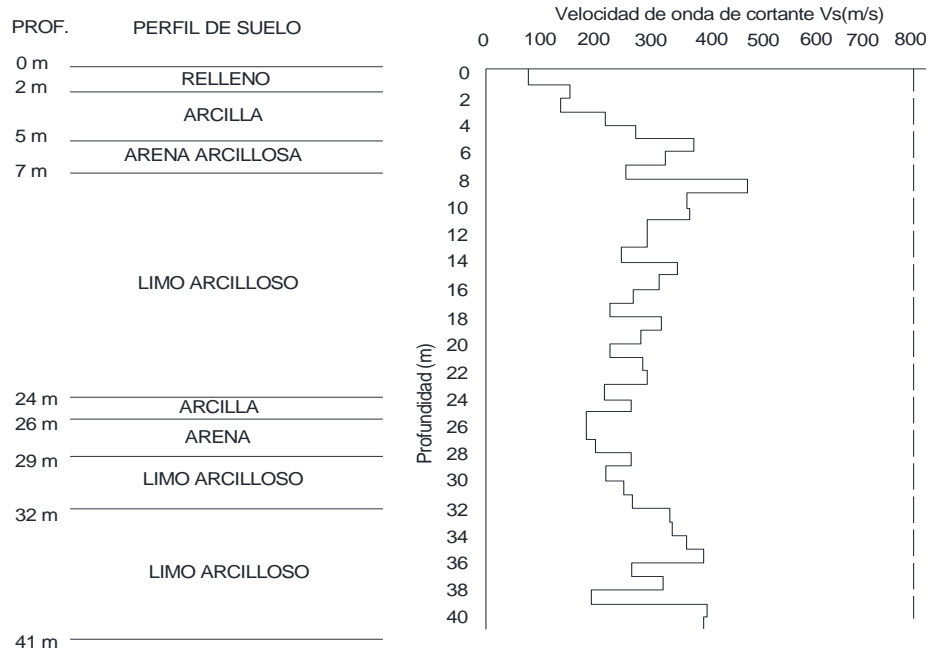 PROF. PERFIL DE SUELO
0 m
RELLENO
2 m
ARCILLA
5 m
ARENA ARCILLOSA
7 m
LIMO ARCILLOSO
24 m
ARCILLA
26 m
ARENA
29 m
LIMO ARCILLOSO
32 m
LIMO ARCILLOSO
41 m
Velocidad de onda de cortante Vs(m/s)
0 100 200 300 400 500 600 700 800
Profundidad (m)
0
2
4
6
8
10
12
14
16
18
20
22
24
26
28
30
32
34
36
38
40